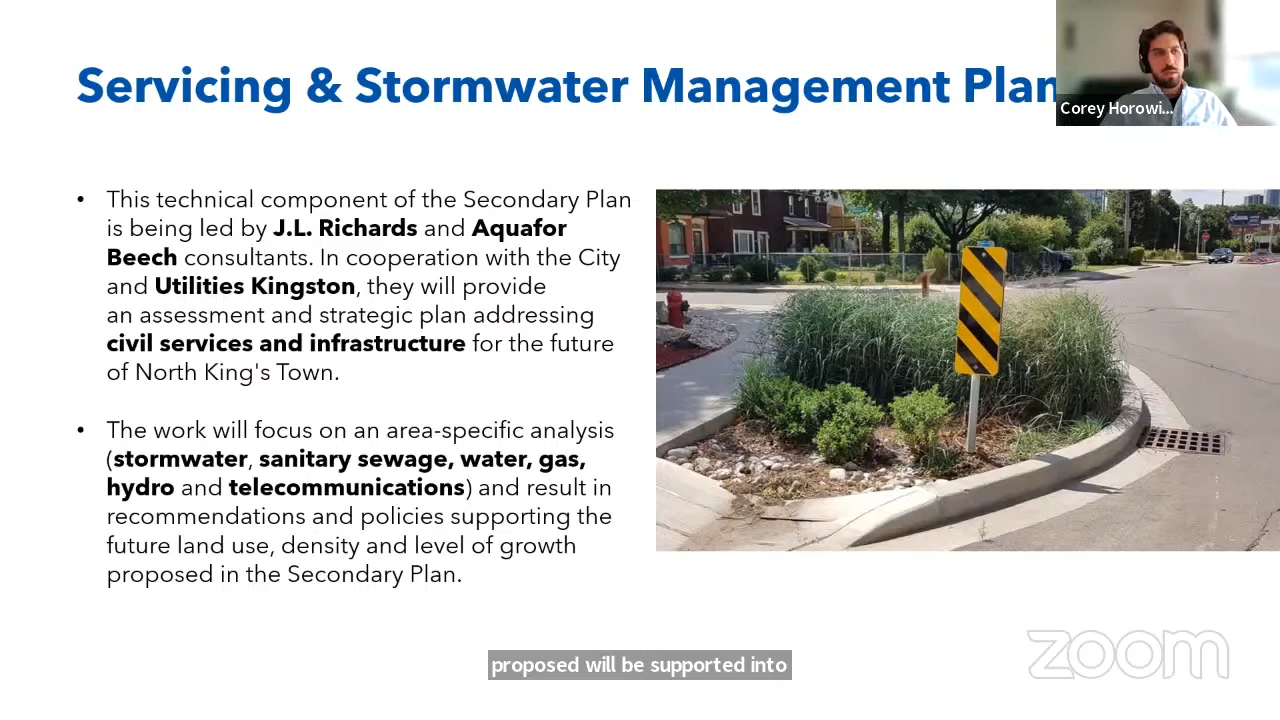 Servicing & Stormwater Management Plan
Corey Horowi...
• This technical component of the Secondary Plan
is being led by J.L. Richards and Aquafor
Beech consultants. In cooperation with the City
and Utilities Kingston, they will provide
an assessment and strategic plan addressing
civil services and infrastructure for the future
of North King's Town.
• The work will focus on an area-specific analysis
(stormwater, sanitary sewage, water, gas,
hydro and telecommunications) and result in
recommendations and policies supporting the
future land use, density and level of growth
proposed in the Secondary Plan.
proposed will be supported into
zoom